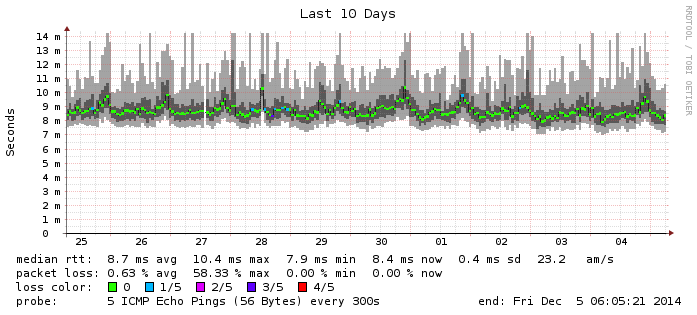 Last 10 Days
RRDTOOL / TOBI OETIKER
Seconds
14 m
13 m
12 m
11 m
10 m
9 m
8 m
7 m
6 m
5 m
4 m
3 m
2 m
1 m
0
25 26 27 28 29 30 01 02 03 04
median rtt: 8.7 ms avg 10.4 ms max 7.9 ms min 8.4 ms now 0.4 ms sd 23.2 am/s
packet loss: 0.63 % avg 58.33 % max 0.00 % min 0.00 % now
loss color: 0 1/5 2/5 3/5 4/5
probe: 5 ICMP Echo Pings (56 Bytes) every 300s end: Fri Dec 5 06:05:21 2014